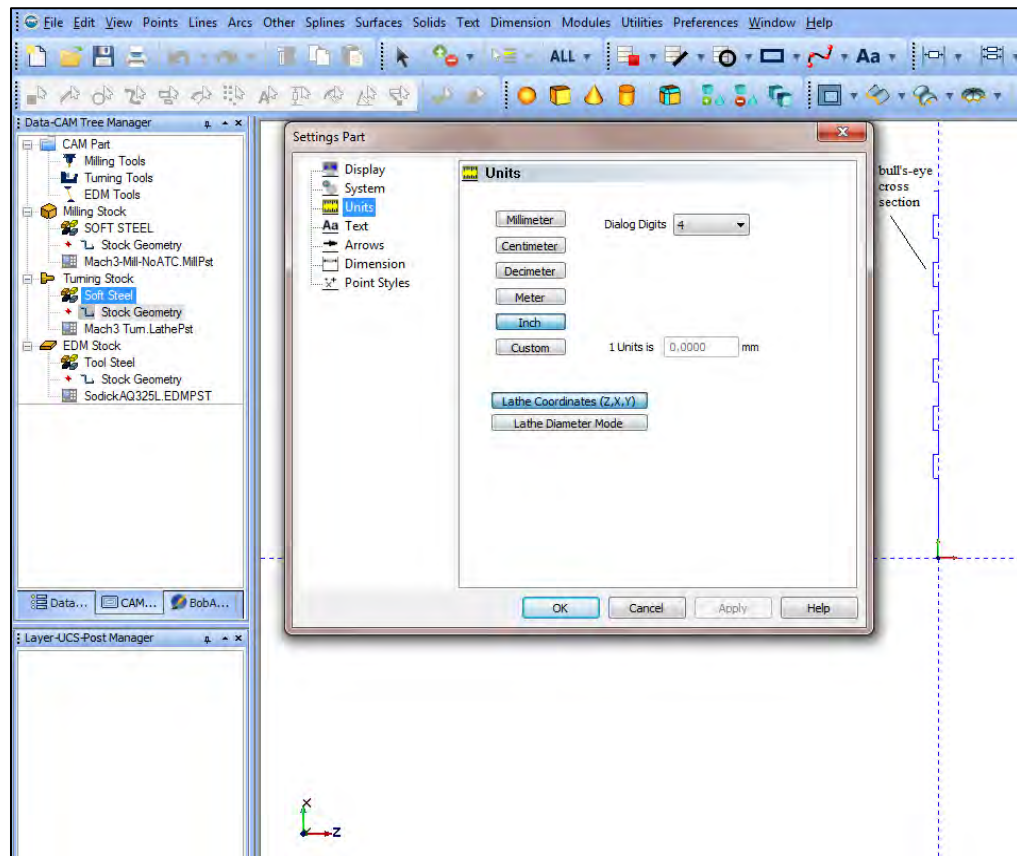 File Edit View Points Lines Arcs Other Splines Surfaces Solids Text Dimension Modules Utilities Preferences Window Help
ALL
Aa
Data-CAM Tree Manager
CAM Part
Milling Tools
Turning Tools
EDM Tools
Milling Stock
SOFT STEEL
Stock Geometry
Mach3-Mill-NoATC.MillPst
Turning Stock
Soft Steel
Stock Geometry
Mach3 Turn.LathePst
EDM Stock
Tool Steel
Stock Geometry
SodickAQ325L.EDMPST
Data... CAM... BobA...
Layer-UCS-Post Manager
Settings Part
Display
System
Units
Aa Text
Arrows
Dimension
Point Styles
Units
Millimeter
Dialog Digits 4
Centimeter
Decimeter
Meter
Inch
Custom
1 Units is 0.0000 mm
Lathe Coordinates (Z,X,Y)
Lathe Diameter Mode
OK Cancel Apply Help
bull's-eye
cross
section
X
Z